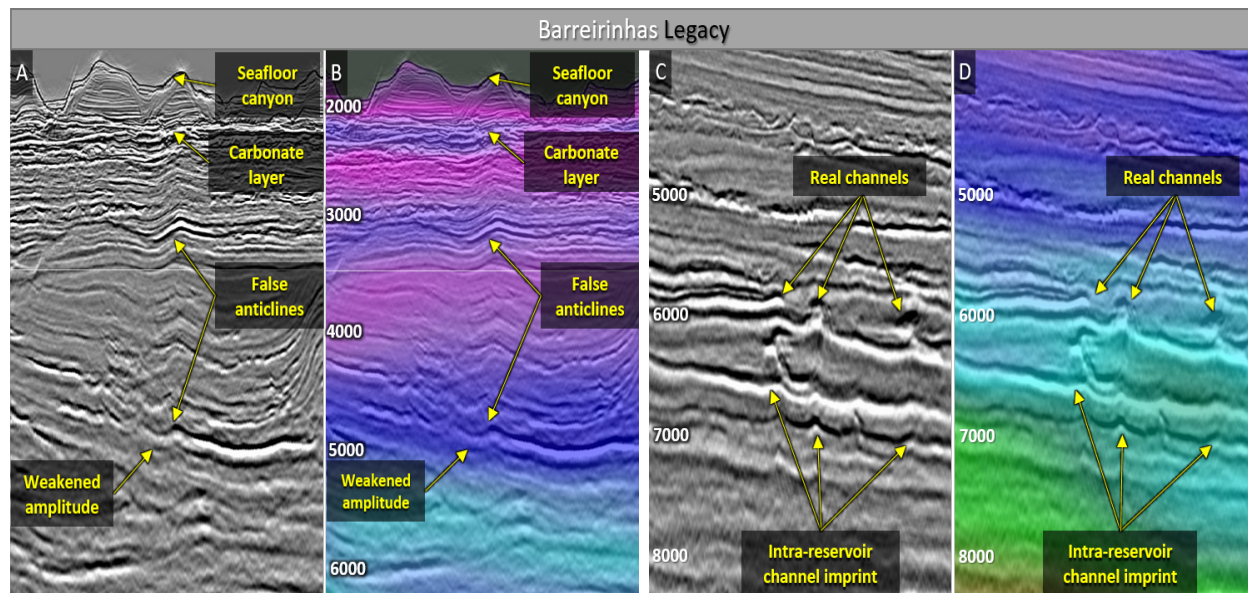 Barreirinhas Legacy
A
Seafloor
canyon
Carbonate
layer
False
anticlines
Weakened
amplitude
B
2000
3000
4000
5000
6000
Seafloor
canyon
Carbonate
layer
False
anticlines
Weakened
amplitude
C
5000
6000
7000
8000
Real channels
Intra-reservoir
channel imprint
D
5000
6000
7000
8000
Real channels
Intra-reservoir
channel imprint